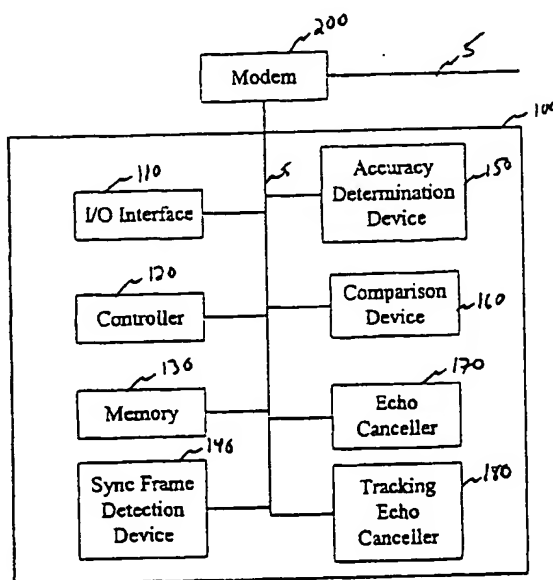 200
5
Modem
100
110
5
150
I/O Interface
Accuracy
Determination
Device
120
Controller
Comparison
Device
160
130
170
Memory
Echo
Canceller
140
180
Sync Frame
Detection
Device
Tracking
Echo
Canceller